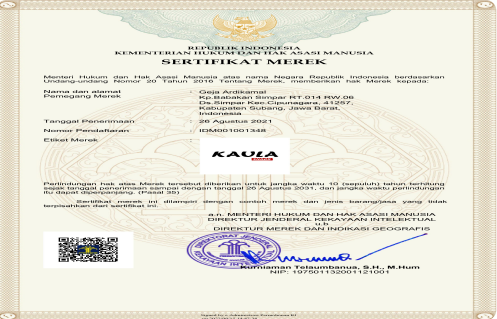 REPUBLIK INDONESIA
KEMENTERIAN HUKUM DAN HAK ASASI MANUSIA
SERTIFIKAT MEREK
Menteri Hukum dan Hak Asasi Manusia atas nama Negara Republik Indonesia berdasarkan
Undang-undang Nomor 20 Tahun 2016 Tentang Merek, memberikan hak Merek kepada:
Nama dan alamat : Geja Ardikamal
Pemegang Merek Kp.Babakan Simpar RT.014 RW.06
Ds.Simpar Kec.Cipunagara, 41257,
Kabupaten Subang, Jawa Barat,
Indonesia
Tanggal Penerimaan : 26 Agustus 2021
Nomor Pendaftaran : IDM001001348
Etiket Merek :
KAULA
Perlindungan hak atas Merek tersebut diberikan untuk jangka waktu 10 (sepuluh) tahun terhitung
sejak tanggal penerimaan sampai dengan tanggal 26 Agustus 2031, dan jangka waktu perlindungan
itu dapat diperpanjang. (Pasal 35)
Sertifikat merek ini dilampiri dengan contoh merek dan jenis barang/jasa yang tidak
terpisahkan dari sertifikat ini.
a.n. MENTERI HUKUM DAN HAK ASASI MANUSIA
DIREKTUR JENDERAL KEKAYAAN INTELEKTUAL
u.b
DIREKTUR MEREK DAN INDIKASI GEOGRAFIS
Kurniaman Telaumbanua, S.H., M.Hum
NIP: 197501132001121001